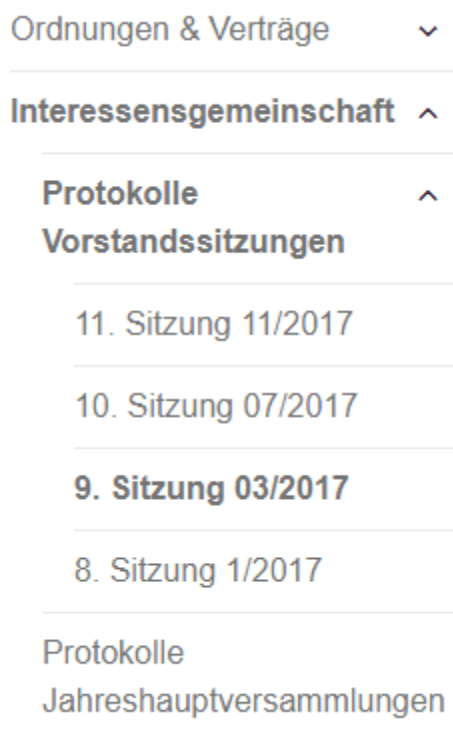 Ordnungen & Verträge
Interessensgemeinschaft
Protokolle
Vorstandssitzungen
11. Sitzung 11/2017
10. Sitzung 07/2017
9. Sitzung 03/2017
8. Sitzung 1/2017
Protokolle
Jahreshauptversammlungen